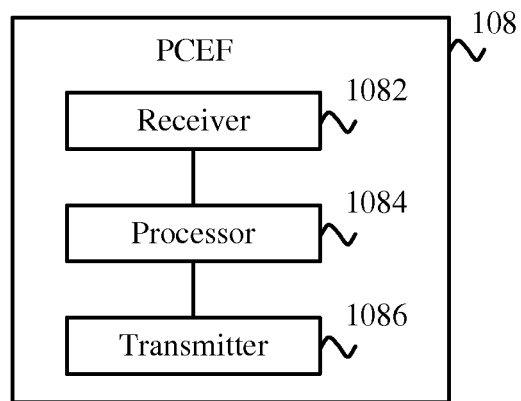 108
PCEF
1082
Receiver
1084
Processor
1086
Transmitter